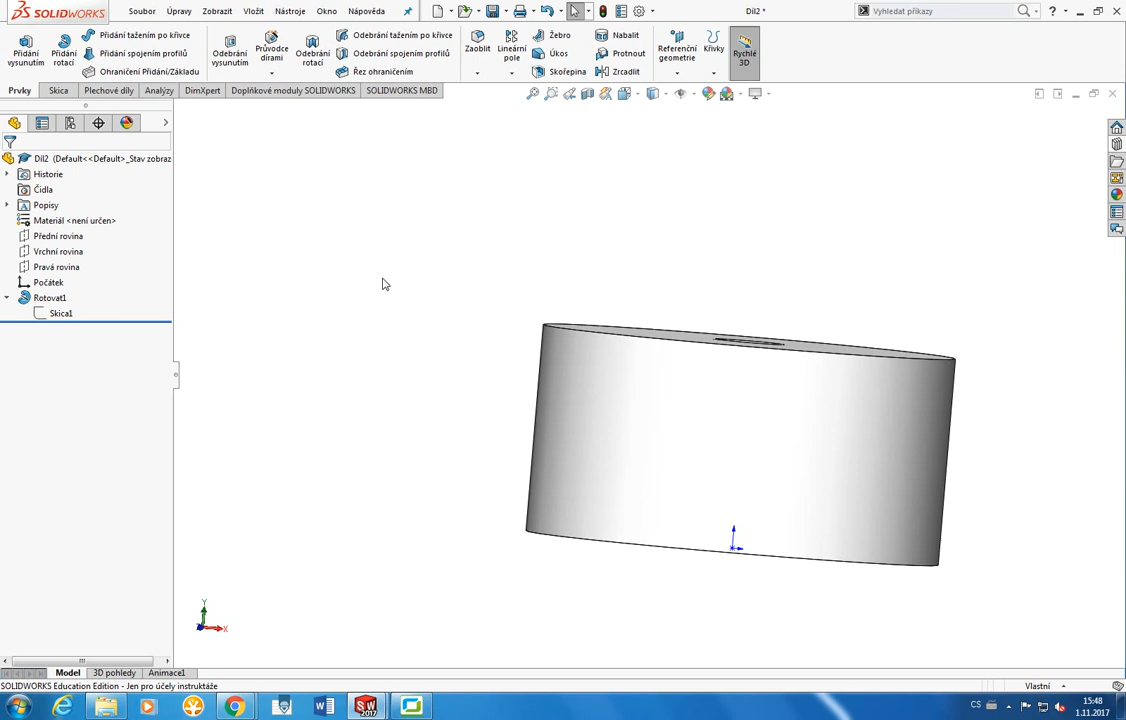 SOLIDWORKS Soubor Úpravy Zobrazit Vložit Nástroje Okno Nápověda Díl2 * Vyhledat příkazy ?
Přidání vysunutím
Přidání rotací
Přidání tažením po křivce
Přidání spojením profilů
Ohraničení Přidání/Základu
Odebrání vysunutím
Průvodce dírami
Odebrání rotací
Odebrání tažením po křivce
Odebrání spojením profilů
Řez ohraničením
Zaoblit
Lineární pole
Žebro
Úkos
Skořepina
Nabalit
Protnout
Zrcadlit
Referenční geometrie
Křivky
Rychlé 3D
Prvky Skica Plechové díly Analýzy DimXpert Doplňkové moduly SOLIDWORKS SOLIDWORKS MBD
Díl2 (Default<<Default>_Stav zobraz
Historie
Čidla
Popisy
Materiál <není určen>
Přední rovina
Vrchní rovina
Pravá rovina
Počátek
Rotovat1
Skica1
Y
X
Model 3D pohledy Animace1
SOLIDWORKS Education Edition - Jen pro účely instruktáže Vlastní
CS 15:48
1.11.2017